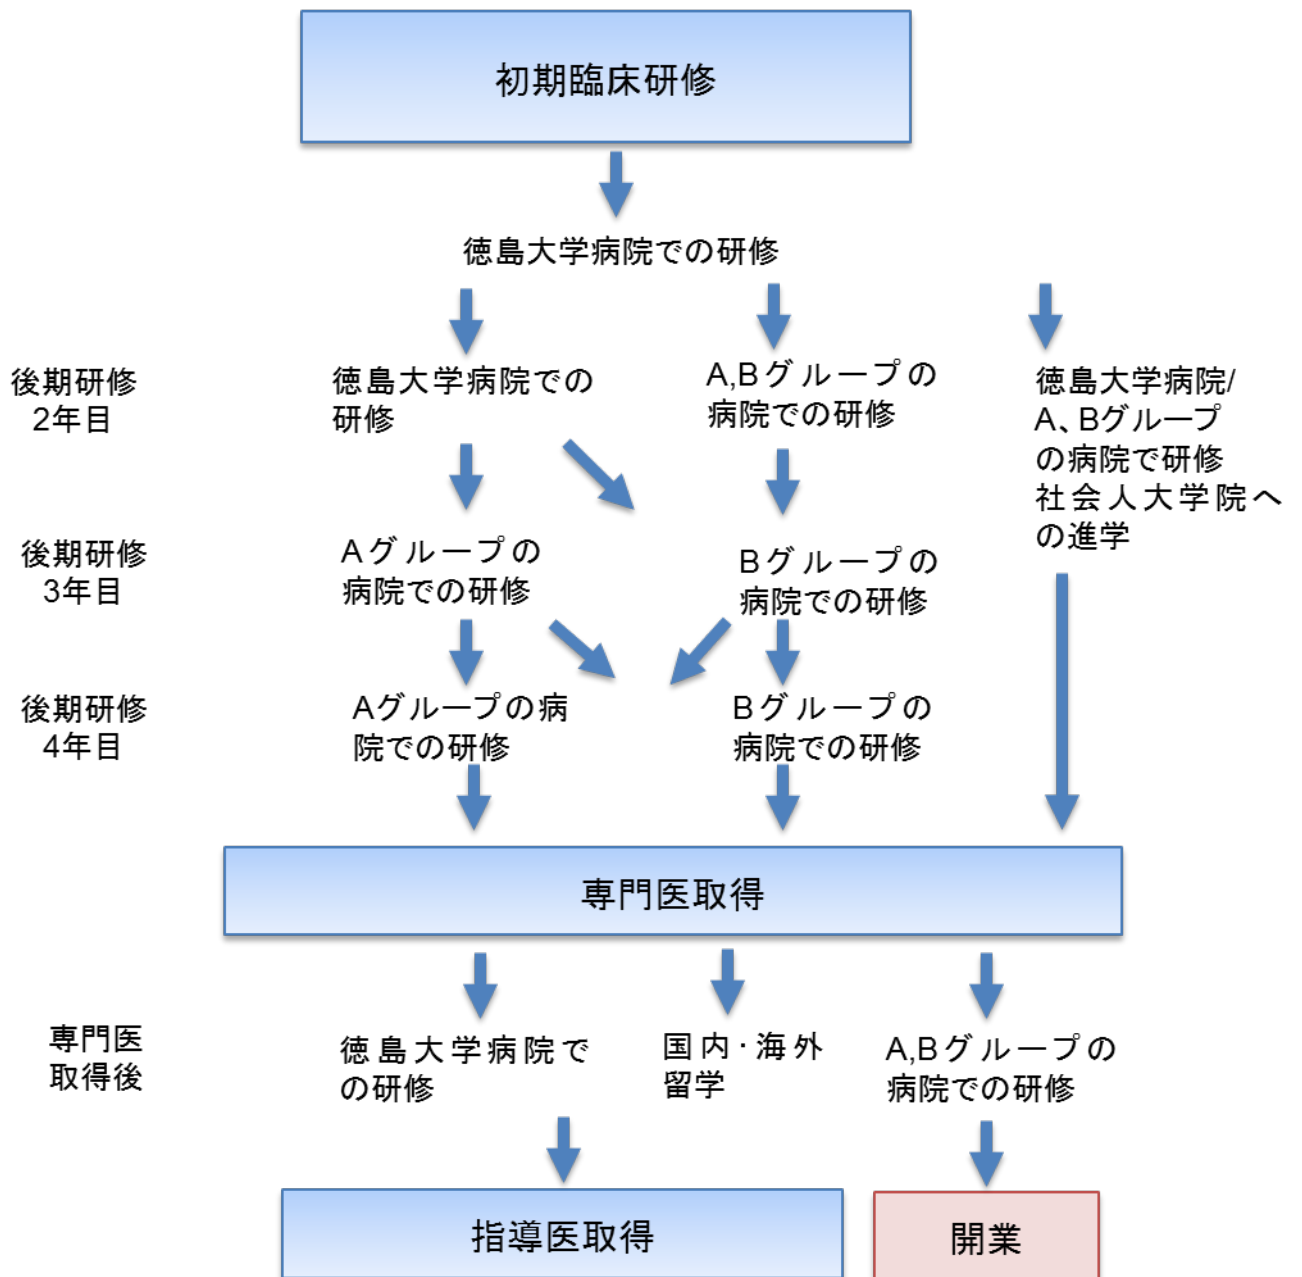 初期臨床研修
徳島大学病院での研修
後期研修
2年目
徳島大学病院での
研修
A,Bグループの
病院での研修
徳島大学病院/
A、Bグループ
の病院で研修
社会人大学院へ
の進学
後期研修
3年目
Aグループの
病院での研修
Bグループの
病院での研修
後期研修
4年目
Aグループの病
院での研修
Bグループの
病院での研修
専門医取得
専門医
取得後
徳島大学病院で
の研修
国内･海外
留学
A,Bグループの
病院での研修
指導医取得
開業